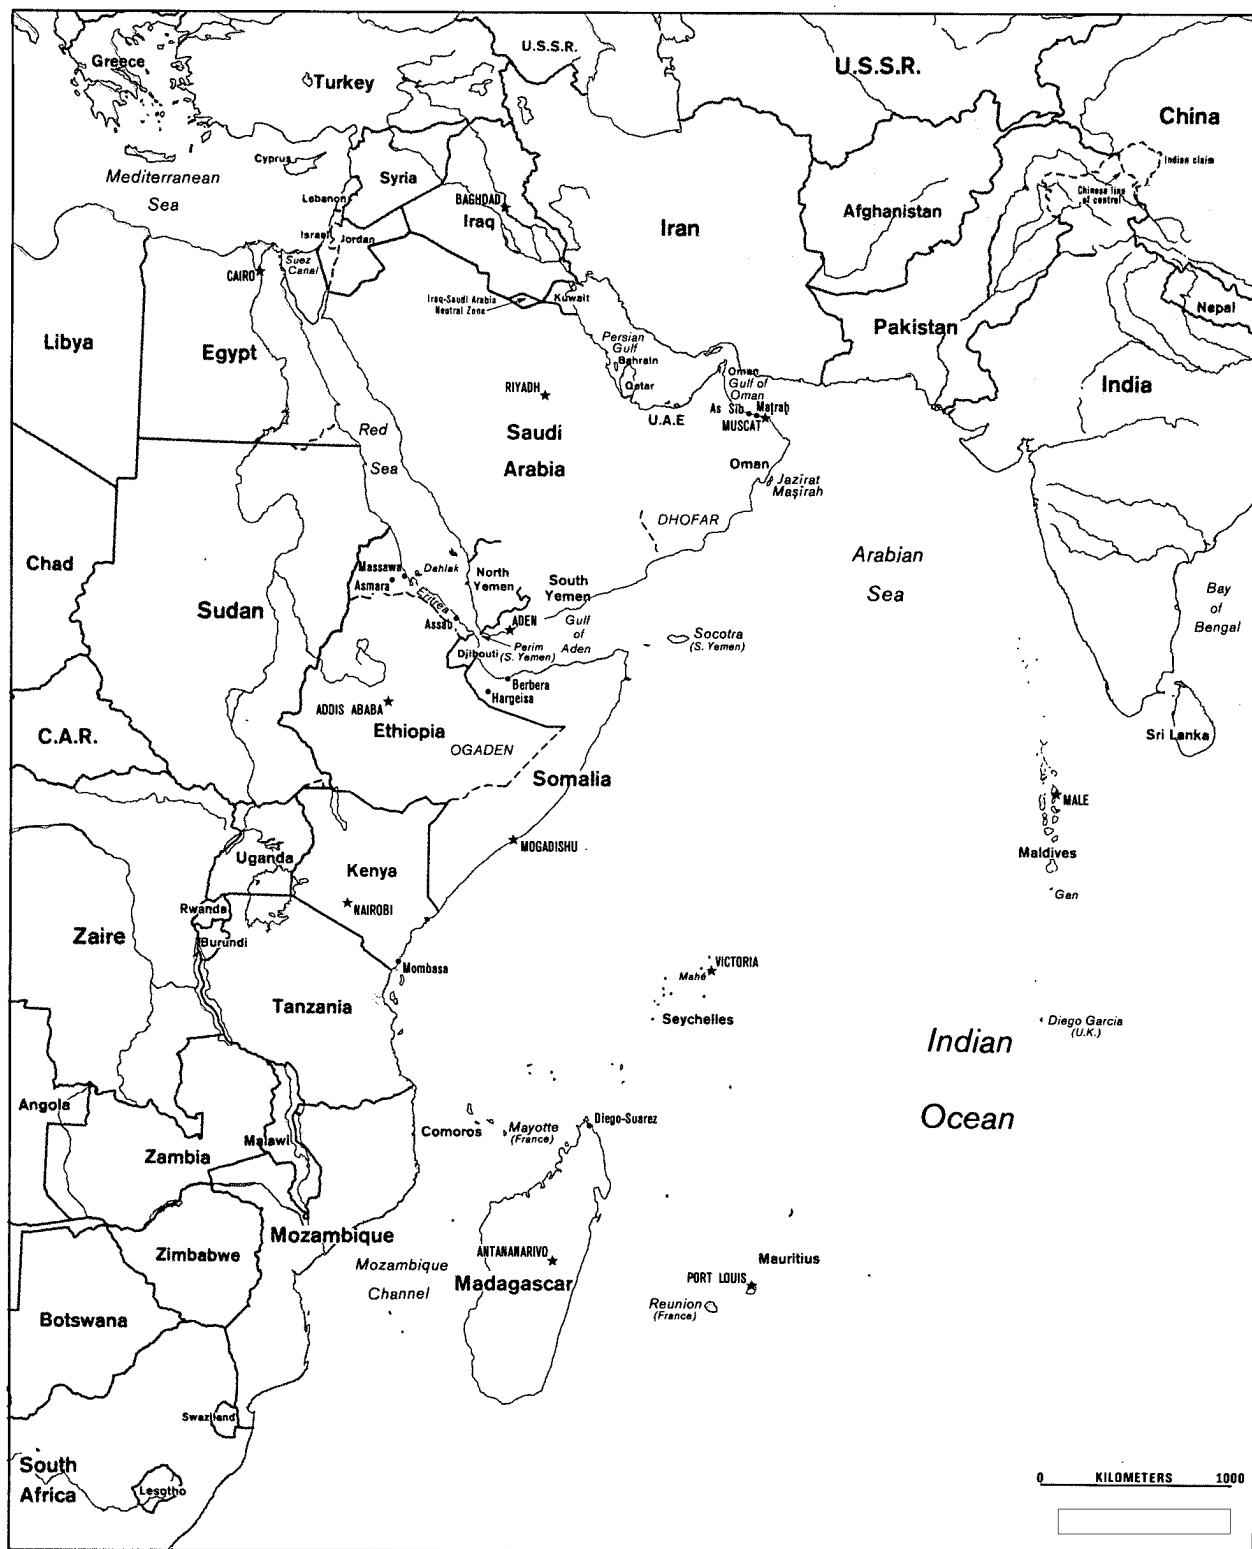 U.S.S.R.
U.S.S.R.
Greece
Turkey
China
Cyprus
Syria
Indian claim
Mediterranean
Sea
Lebanon
BAGHDAD
Iraq
Chinese line
of control
Afghanistan
Iran
Israel
Jordan
Suez
Canal
CAIRO
Iraq-Saudi Arabia
Neutral Zone
Kuwait
Nepal
Pakistan
Libya
Egypt
Persian
Gulf
Bahrain
Qatar
Oman
Gulf of
Oman
India
RIYADH
As Sīb
Maṭraḥ
MUSCAT
U.A.E
Red
Sea
Saudi
Arabia
Oman
Jazīrat
Maṣīrah
DHOFAR
Arabian
Sea
Chad
Massawa
Dahlak
Asmara
North
Yemen
South
Yemen
Bay
of
Bengal
Sudan
Eritrea
Assab
ADEN
Gulf
of
Aden
Perim
(S. Yemen)
Socotra
(S. Yemen)
Djibouti
Berbera
Hargeisa
ADDIS ABABA
Ethiopia
OGADEN
C.A.R.
Sri Lanka
Somalia
MALE
MOGADISHU
Maldives
Uganda
Kenya
Gan
Rwanda
NAIROBI
Zaire
Burundi
Mombasa
VICTORIA
Mahé
Tanzania
Seychelles
Diego Garcia
(U.K.)
Indian
Ocean
Angola
Comoros
Mayotte
(France)
Diego-Suarez
Malawi
Zambia
Mozambique
Zimbabwe
Mozambique
Channel
ANTANANARIVO
Madagascar
Mauritius
PORT LOUIS
Reunion
(France)
Botswana
Swaziland
South
Africa
Lesotho
0 KILOMETERS 1000